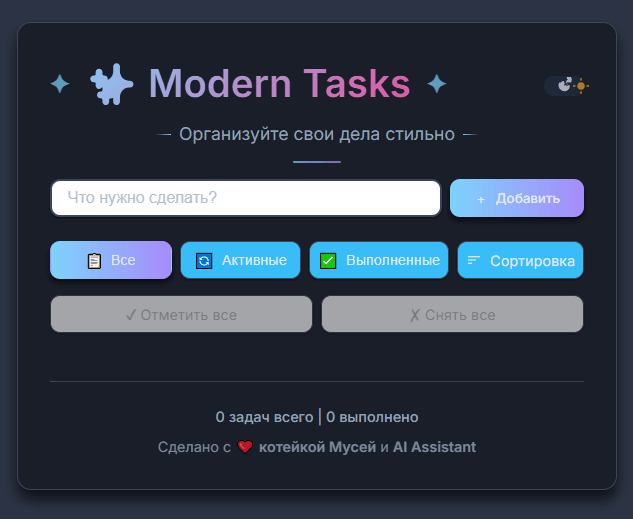 Modern Tasks
Организуйте свои дела стильно
Что нужно сделать?
+ Добавить
Все
Активные
Выполненные
Сортировка
✓ Отметить все
✗ Снять все
0 задач всего | 0 выполнено
Сделано с ❤️ котейкой Мусей и AI Assistant